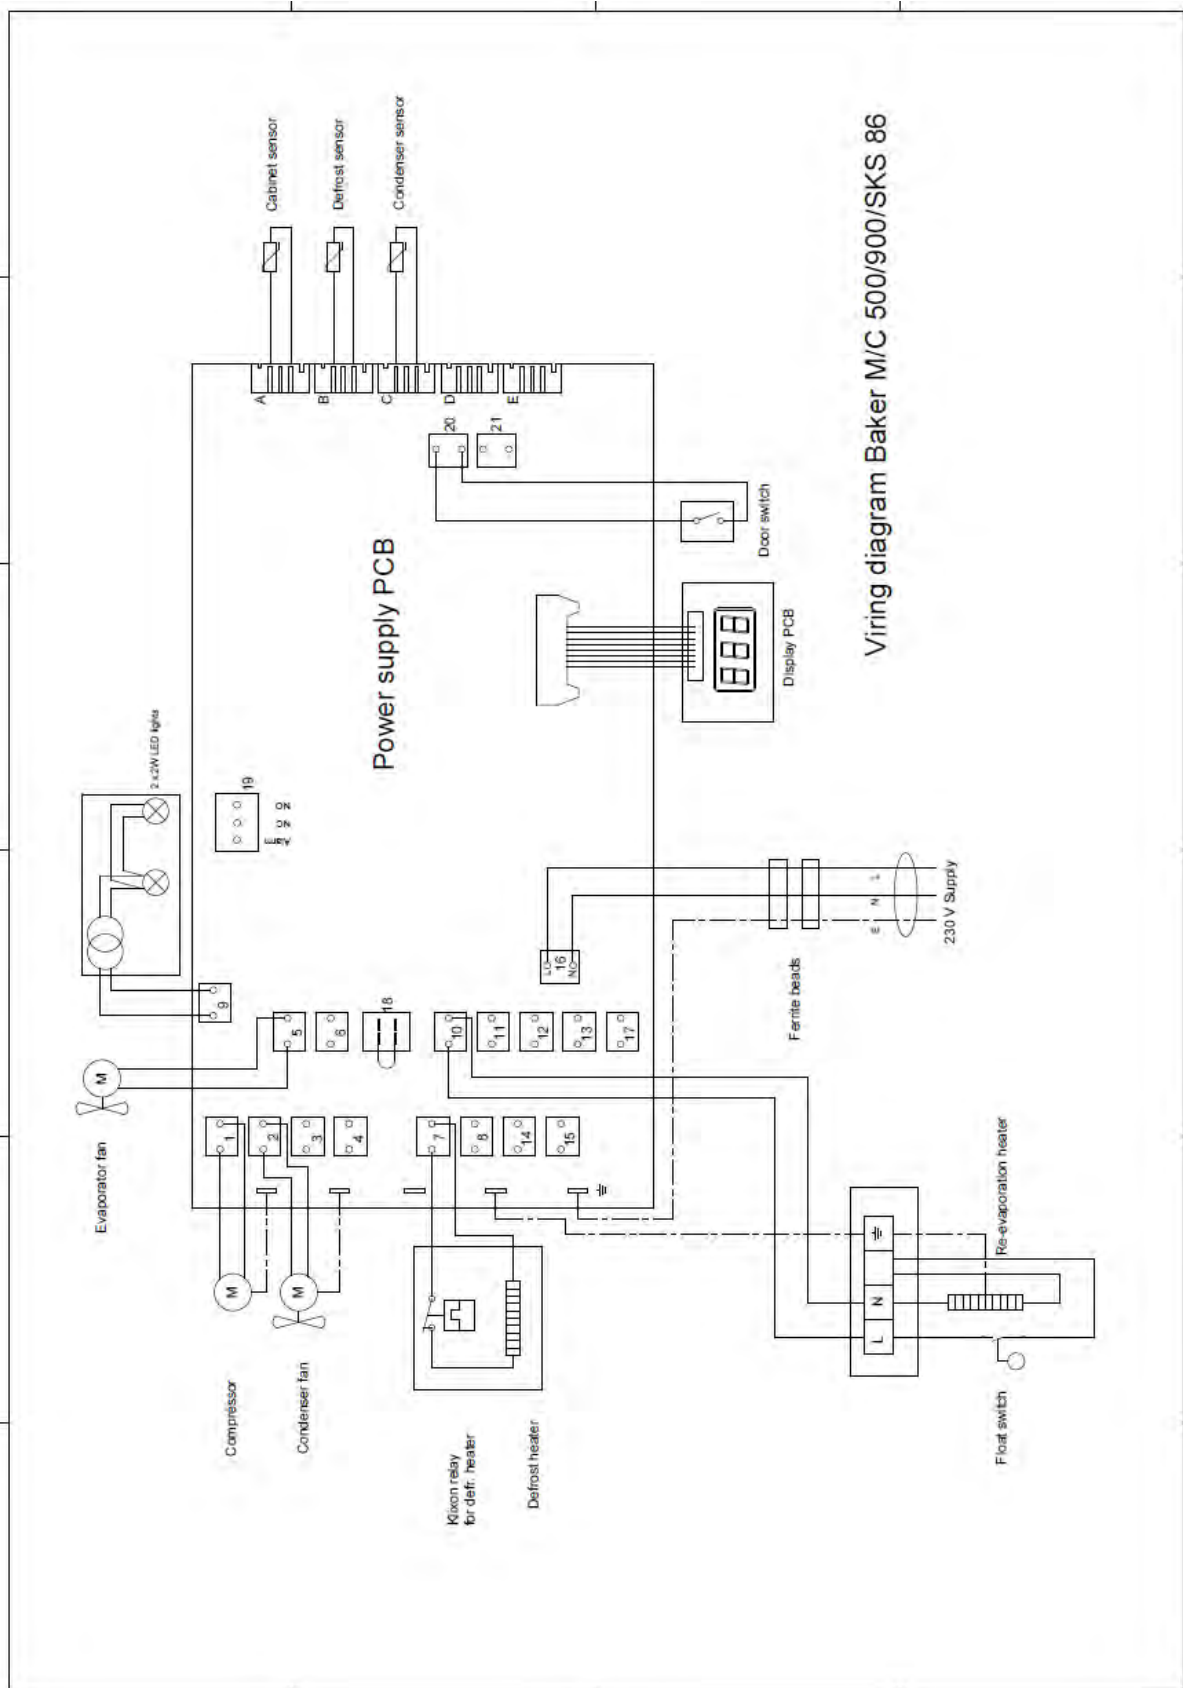 Viring diagram Baker M/C 500/900/SKS 86
Power supply PCB
Cabinet sensor
Defrost sensor
Condenser sensor
A
B
C
D
E
20
21
Door switch
Display PCB
888
2 x 2W LED lights
19
ON
ON
9
5
6
18
10
11
12
13
17
16
L
N
E
N
L
230 V Supply
Ferrite beads
Evaporator fan
M
1
2
3
4
7
8
14
15
M
Compressor
M
Condenser fan
Klixon relay
for defr. heater
Defrost heater
L
N
Re-evaporation heater
Float switch